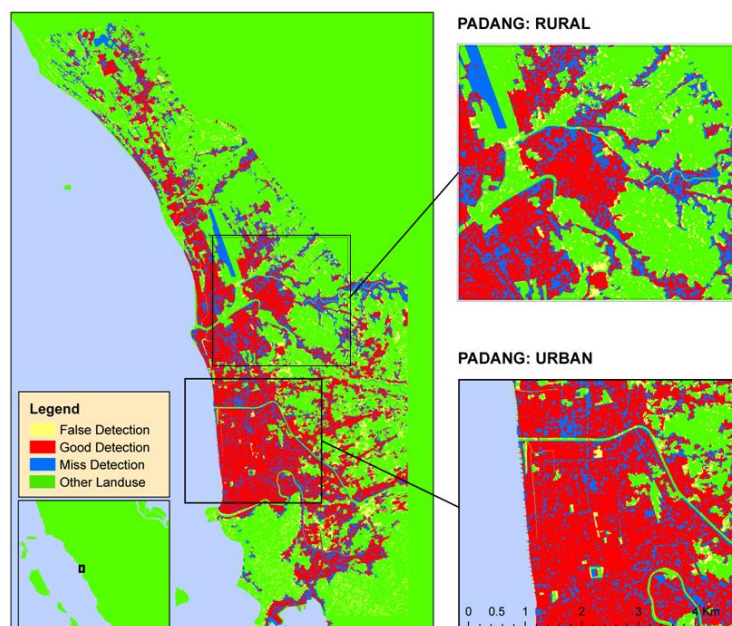 PADANG: RURAL
PADANG: URBAN
Legend
False Detection
Good Detection
Miss Detection
Other Landuse
0 0.5 1 2 3 4 Km